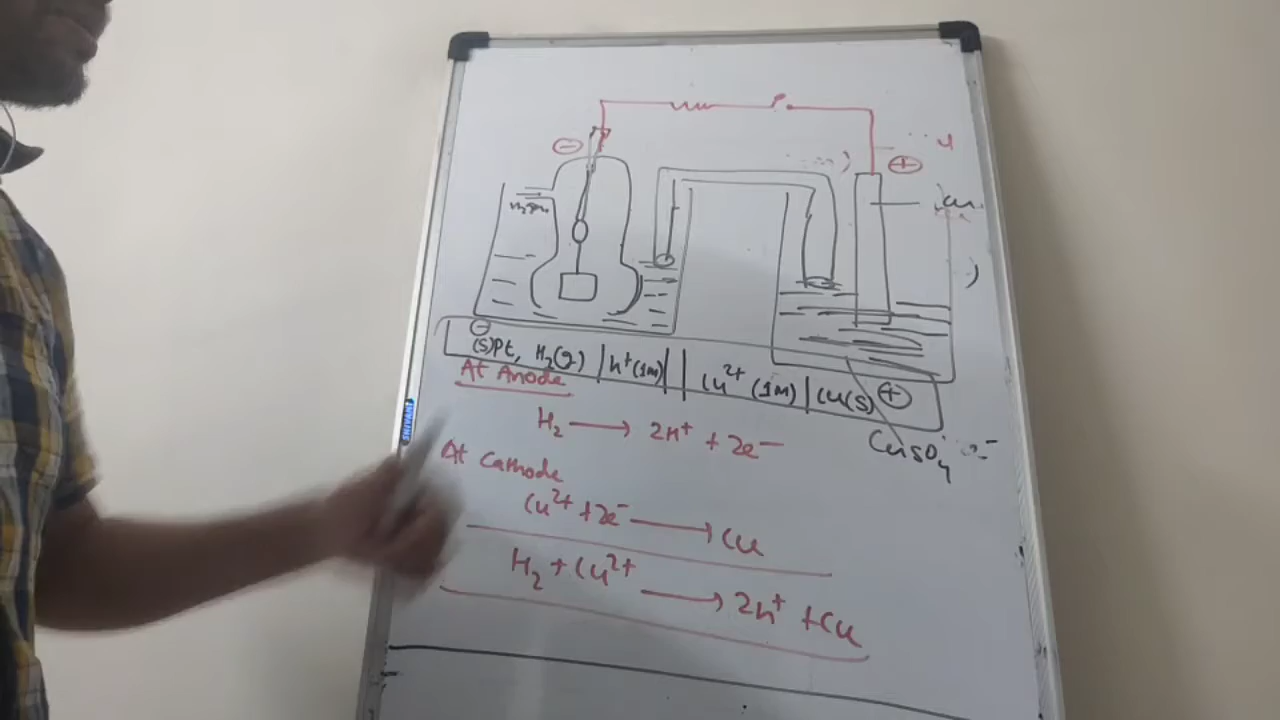 ⊖
⊕
Cu
⊖
(S)Pt, H₂(g) | H⁺(1M) || Cu²⁺ (1M) | Cu(s) ⊕
At Anode
H₂ ⟶ 2H⁺ + 2e⁻
CuSO₄
At Cathode
Cu²⁺ + 2e⁻ ⟶ Cu
H₂ + Cu²⁺ ⟶ 2H⁺ + Cu